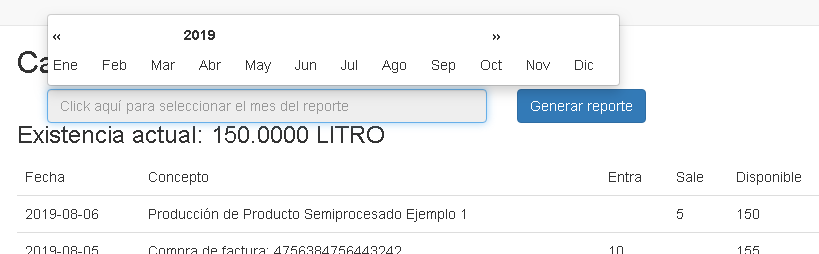 « 2019 »
Ene Feb Mar Abr May Jun Jul Ago Sep Oct Nov Dic
Click aquí para seleccionar el mes del reporte Generar reporte
Existencia actual: 150.0000 LITRO
Fecha Concepto Entra Sale Disponible
2019-08-06 Producción de Producto Semiprocesado Ejemplo 1 5 150
2019-08-05 Compra de factura: 4756384756443242 10 155